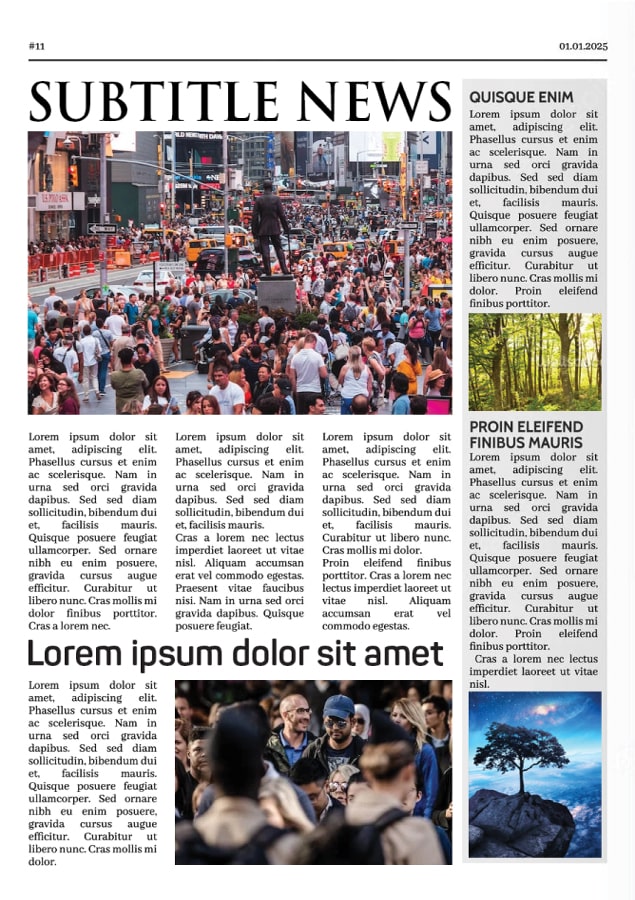 #11
01.01.2025
SUBTITLE NEWS
Lorem ipsum dolor sit
amet, adipiscing elit.
Phasellus cursus et enim
ac scelerisque. Nam in
urna sed orci gravida
dapibus. Sed sed diam
sollicitudin, bibendum dui
et, facilisis mauris.
Quisque posuere feugiat
ullamcorper. Sed ornare
nibh eu enim posuere,
gravida cursus augue
efficitur. Curabitur ut
libero nunc. Cras mollis mi
dolor finibus porttitor.
Cras a lorem nec.
Lorem ipsum dolor sit
amet, adipiscing elit.
Phasellus cursus et enim
ac scelerisque. Nam in
urna sed orci gravida
dapibus. Sed sed diam
sollicitudin, bibendum dui
et, facilisis mauris.
Cras a lorem nec lectus
imperdiet laoreet ut vitae
nisl. Aliquam accumsan
erat vel commodo egestas.
Praesent vitae faucibus
nisi. Nam in urna sed orci
gravida dapibus. Quisque
posuere feugiat.
Lorem ipsum dolor sit
amet, adipiscing elit.
Phasellus cursus et enim
ac scelerisque. Nam in
urna sed orci gravida
dapibus. Sed sed diam
sollicitudin, bibendum dui
et, facilisis mauris.
Curabitur ut libero nunc.
Cras mollis mi dolor.
Proin eleifend finibus
porttitor. Cras a lorem nec
lectus imperdiet laoreet ut
vitae nisl. Aliquam
accumsan erat vel
commodo egestas.
Lorem ipsum dolor sit amet
Lorem ipsum dolor sit
amet, adipiscing elit.
Phasellus cursus et enim
ac scelerisque. Nam in
urna sed orci gravida
dapibus. Sed sed diam
sollicitudin, bibendum dui
et, facilisis mauris.
Quisque posuere feugiat
ullamcorper. Sed ornare
nibh eu enim posuere,
gravida cursus augue
efficitur. Curabitur ut
libero nunc. Cras mollis mi
dolor.
QUISQUE ENIM
Lorem ipsum dolor sit
amet, adipiscing elit.
Phasellus cursus et enim
ac scelerisque. Nam in
urna sed orci gravida
dapibus. Sed sed diam
sollicitudin, bibendum dui
et, facilisis mauris.
Quisque posuere feugiat
ullamcorper. Sed ornare
nibh eu enim posuere,
gravida cursus augue
efficitur. Curabitur ut
libero nunc. Cras mollis mi
dolor. Proin eleifend
finibus porttitor.
PROIN ELEIFEND
FINIBUS MAURIS
Lorem ipsum dolor sit
amet, adipiscing elit.
Phasellus cursus et enim
ac scelerisque. Nam in
urna sed orci gravida
dapibus. Sed sed diam
sollicitudin, bibendum dui
et, facilisis mauris.
Quisque posuere feugiat
ullamcorper. Sed ornare
nibh eu enim posuere,
gravida cursus augue
efficitur. Curabitur ut
libero nunc. Cras mollis mi
dolor. Proin eleifend
finibus porttitor.
Cras a lorem nec lectus
imperdiet laoreet ut vitae
nisl.